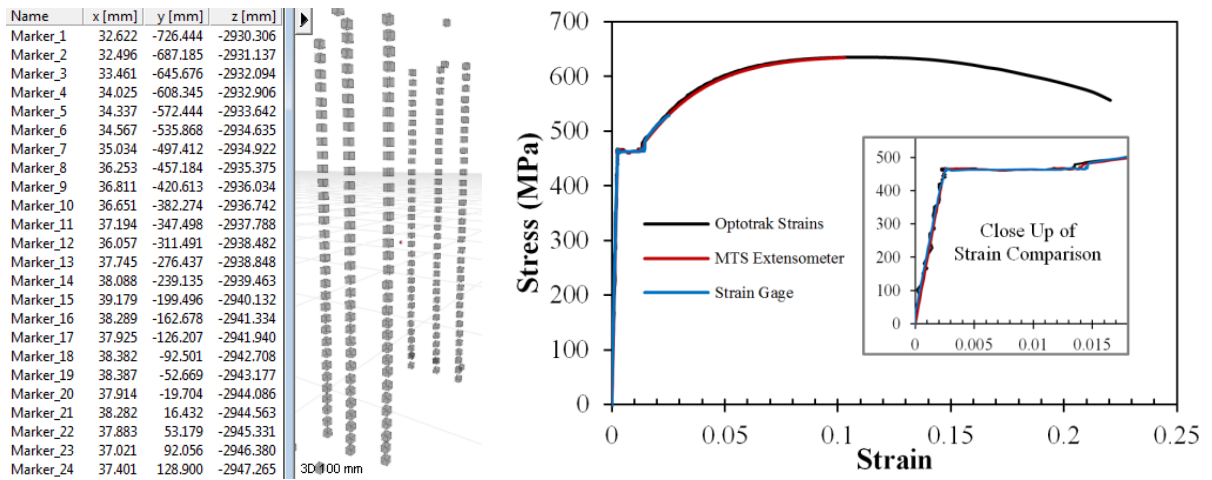 Name x [mm] y [mm] z [mm]
Marker_1 32.622 -726.444 -2930.306
Marker_2 32.496 -687.185 -2931.137
Marker_3 33.461 -645.676 -2932.094
Marker_4 34.025 -608.345 -2932.906
Marker_5 34.337 -572.444 -2933.642
Marker_6 34.567 -535.868 -2934.635
Marker_7 35.034 -497.412 -2934.922
Marker_8 36.253 -457.184 -2935.375
Marker_9 36.811 -420.613 -2936.034
Marker_10 36.651 -382.274 -2936.742
Marker_11 37.194 -347.498 -2937.788
Marker_12 36.057 -311.491 -2938.482
Marker_13 37.745 -276.437 -2938.848
Marker_14 38.088 -239.135 -2939.463
Marker_15 39.179 -199.496 -2940.132
Marker_16 38.289 -162.678 -2941.334
Marker_17 37.925 -126.207 -2941.940
Marker_18 38.382 -92.501 -2942.708
Marker_19 38.387 -52.669 -2943.177
Marker_20 37.914 -19.704 -2944.086
Marker_21 38.282 16.432 -2944.563
Marker_22 37.883 53.179 -2945.331
Marker_23 37.021 92.056 -2946.380
Marker_24 37.401 128.900 -2947.265
3D 100 mm
Stress (MPa)
700
600
500
400
300
200
100
0
0 0.05 0.1 0.15 0.2 0.25
Strain
Optotrak Strains
MTS Extensometer
Strain Gage
500
400
300
200
100
0
0 0.005 0.01 0.015
Close Up of
Strain Comparison